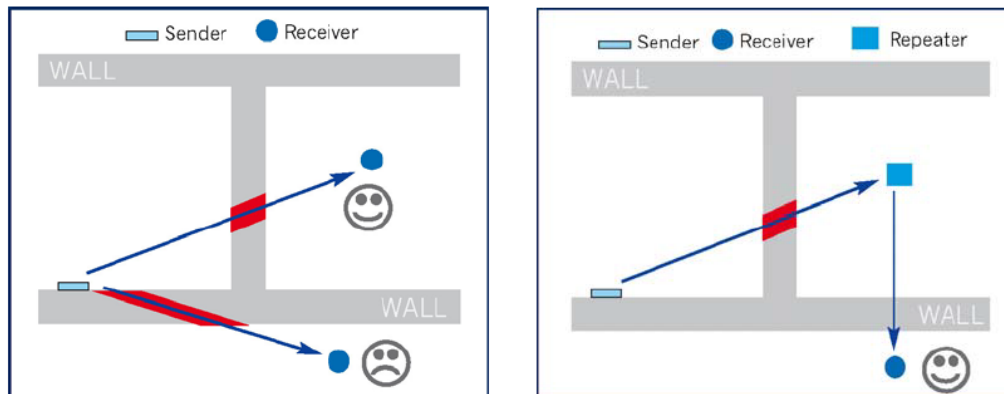 Sender Receiver
WALL
WALL
Sender Receiver Repeater
WALL
WALL